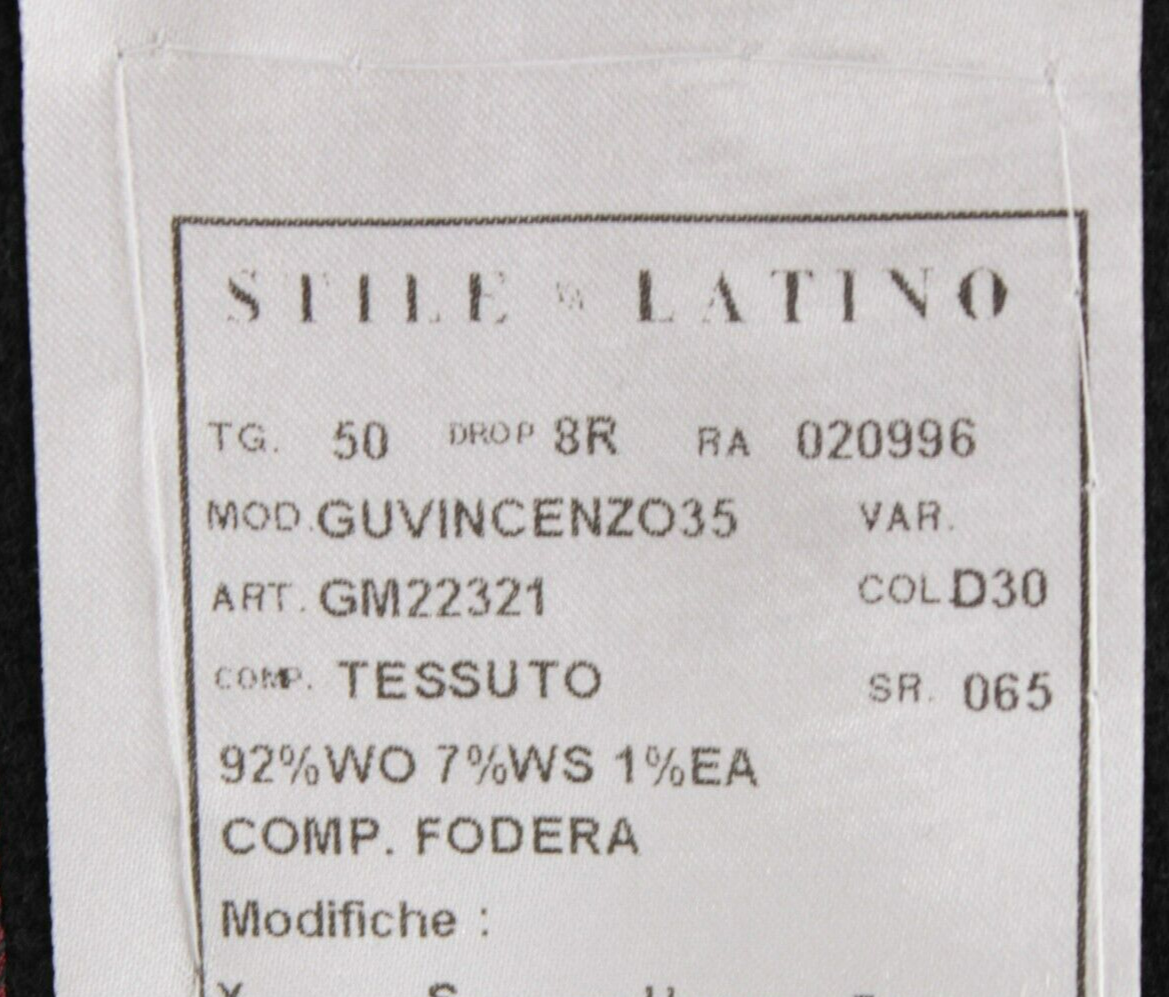 STILE LATINO
TG. 50 DROP 8R RA 020996
MOD. GUVINCENZO35 VAR.
ART. GM22321 COL. D30
COMP. TESSUTO SR. 065
92%WO 7%WS 1%EA
COMP. FODERA
Modifiche :